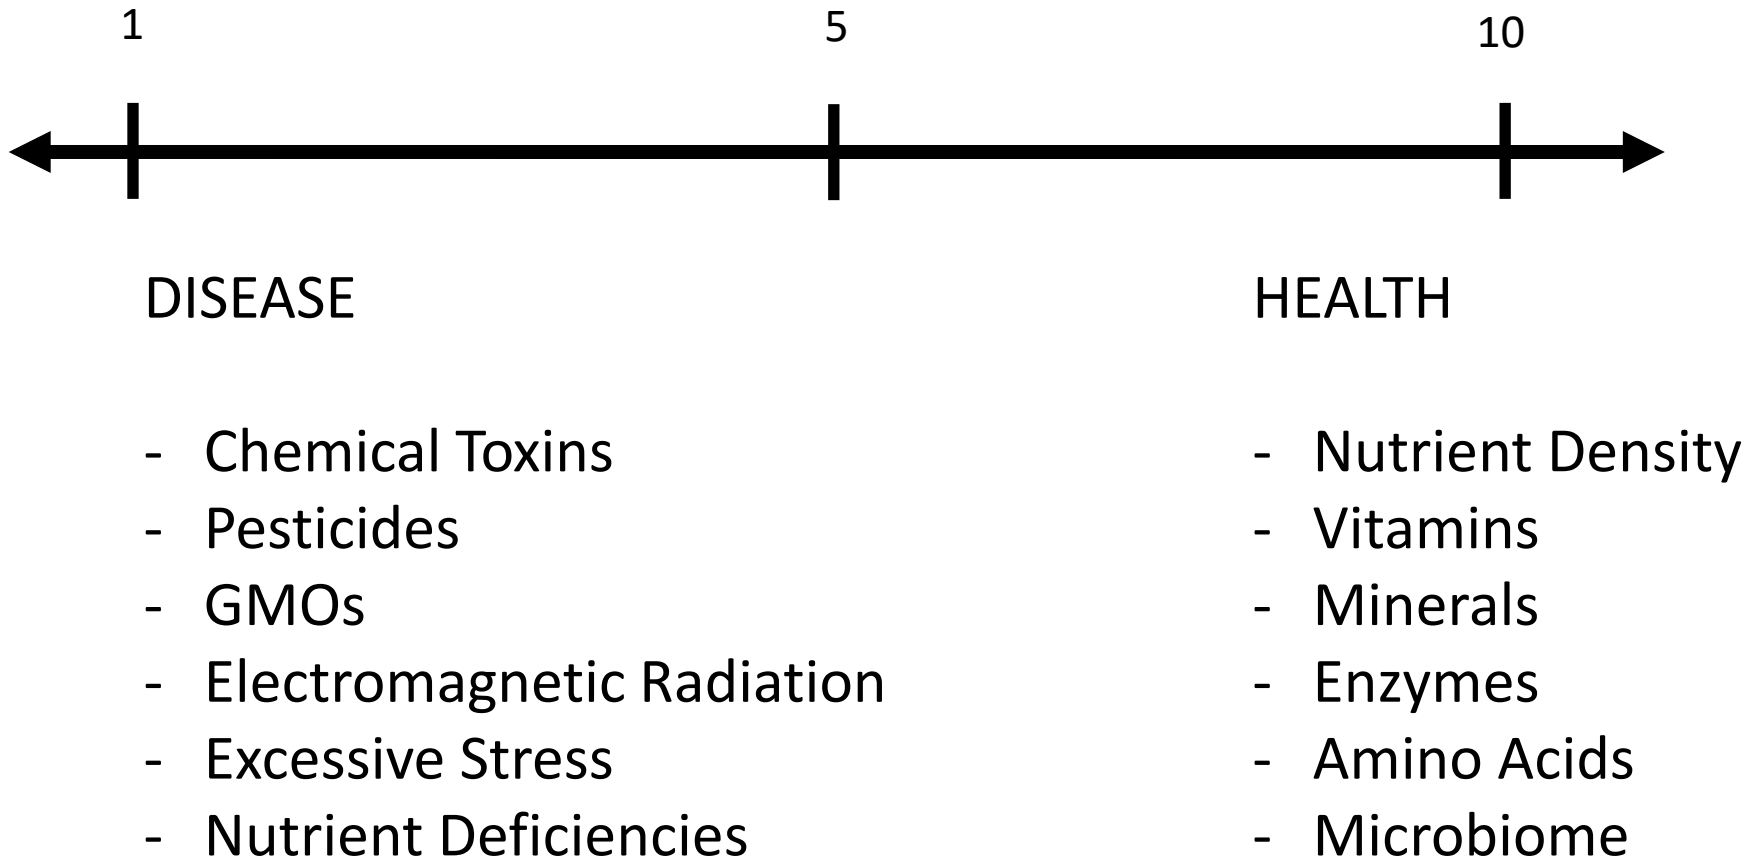 1 5 10
DISEASE
- Chemical Toxins
- Pesticides
- GMOs
- Electromagnetic Radiation
- Excessive Stress
- Nutrient Deficiencies
HEALTH
- Nutrient Density
- Vitamins
- Minerals
- Enzymes
- Amino Acids
- Microbiome